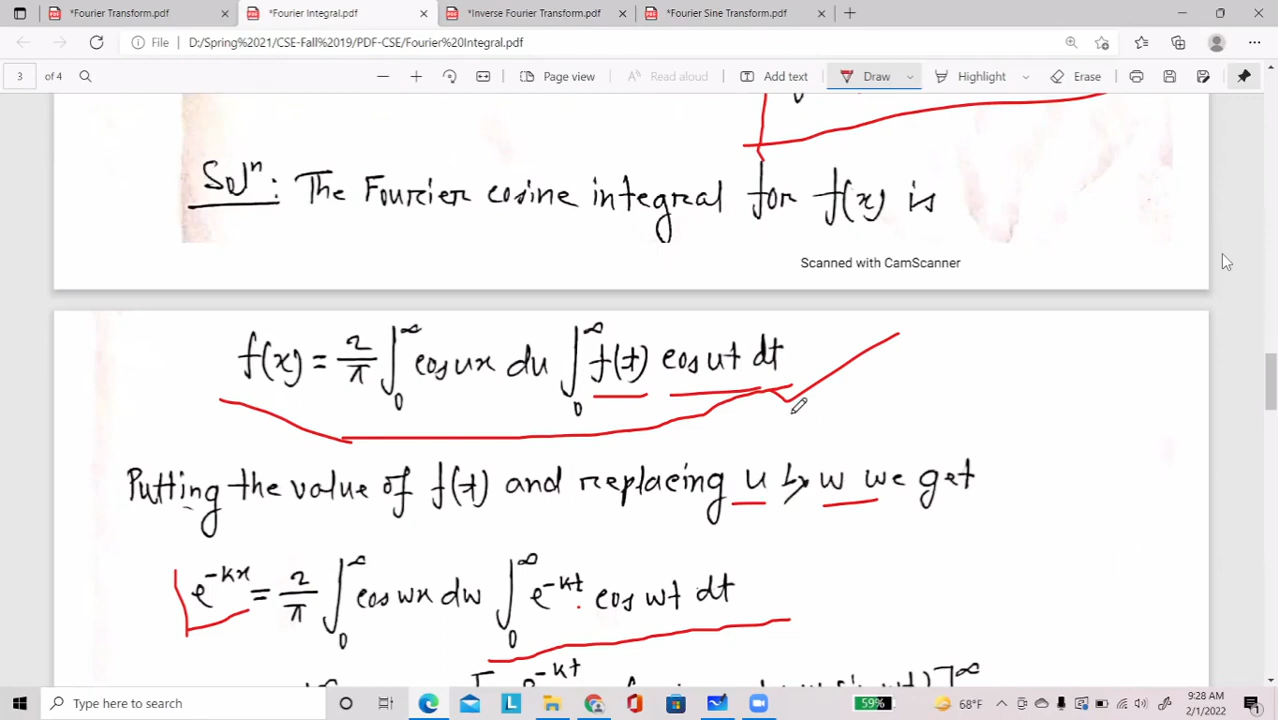 *Fourier Transform.pdf
*Fourier Integral.pdf
*Inverse Fourier Transform.pdf
*Fourier Sine Transform.pdf
File D:/Spring%2021/CSE-Fall%2019/PDF-CSE/Fourier%20Integral.pdf
3 of 4 Page view Read aloud Add text Draw Highlight Erase
Solⁿ: The Fourier cosine integral for f(x) is
Scanned with CamScanner
f(x) = 2/π ∫₀^∞ cos ux du ∫₀^∞ f(t) cos ut dt
Putting the value of f(t) and replacing u by w we get
e^-kx = 2/π ∫₀^∞ cos wx dw ∫₀^∞ e^-kt. cos wt dt
Type here to search
59%
68°F
9:28 AM
2/1/2022